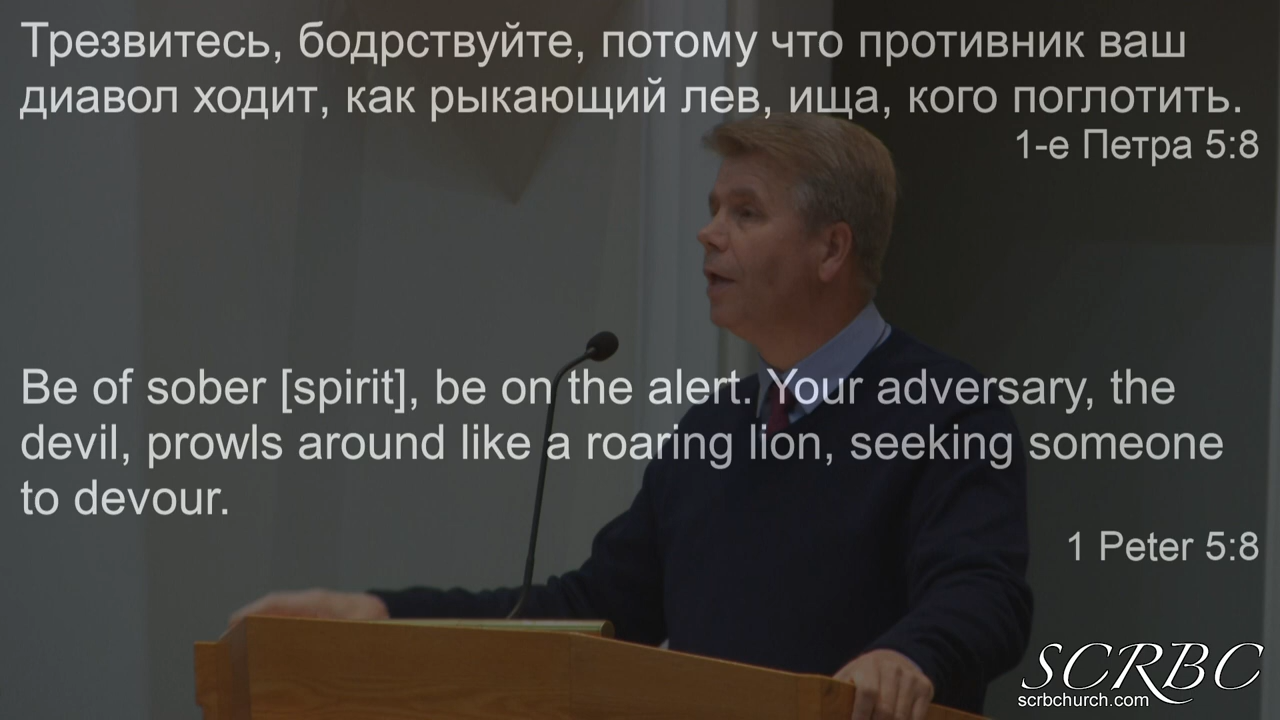 Трезвитесь, бодрствуйте, потому что противник ваш
диавол ходит, как рыкающий лев, ища, кого поглотить.
1-е Петра 5:8
Be of sober [spirit], be on the alert. Your adversary, the
devil, prowls around like a roaring lion, seeking someone
to devour.
1 Peter 5:8
SCRBC
scrbchurch.com